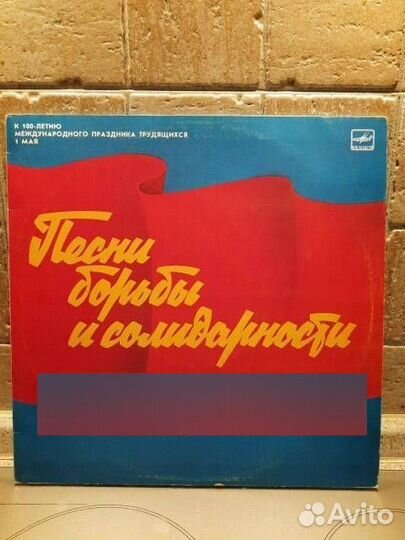 К 100-ЛЕТИЮ
МЕЖДУНАРОДНОГО ПРАЗДНИКА ТРУДЯЩИХСЯ
1 МАЯ
Песни
борьбы
и солидарности
Avito